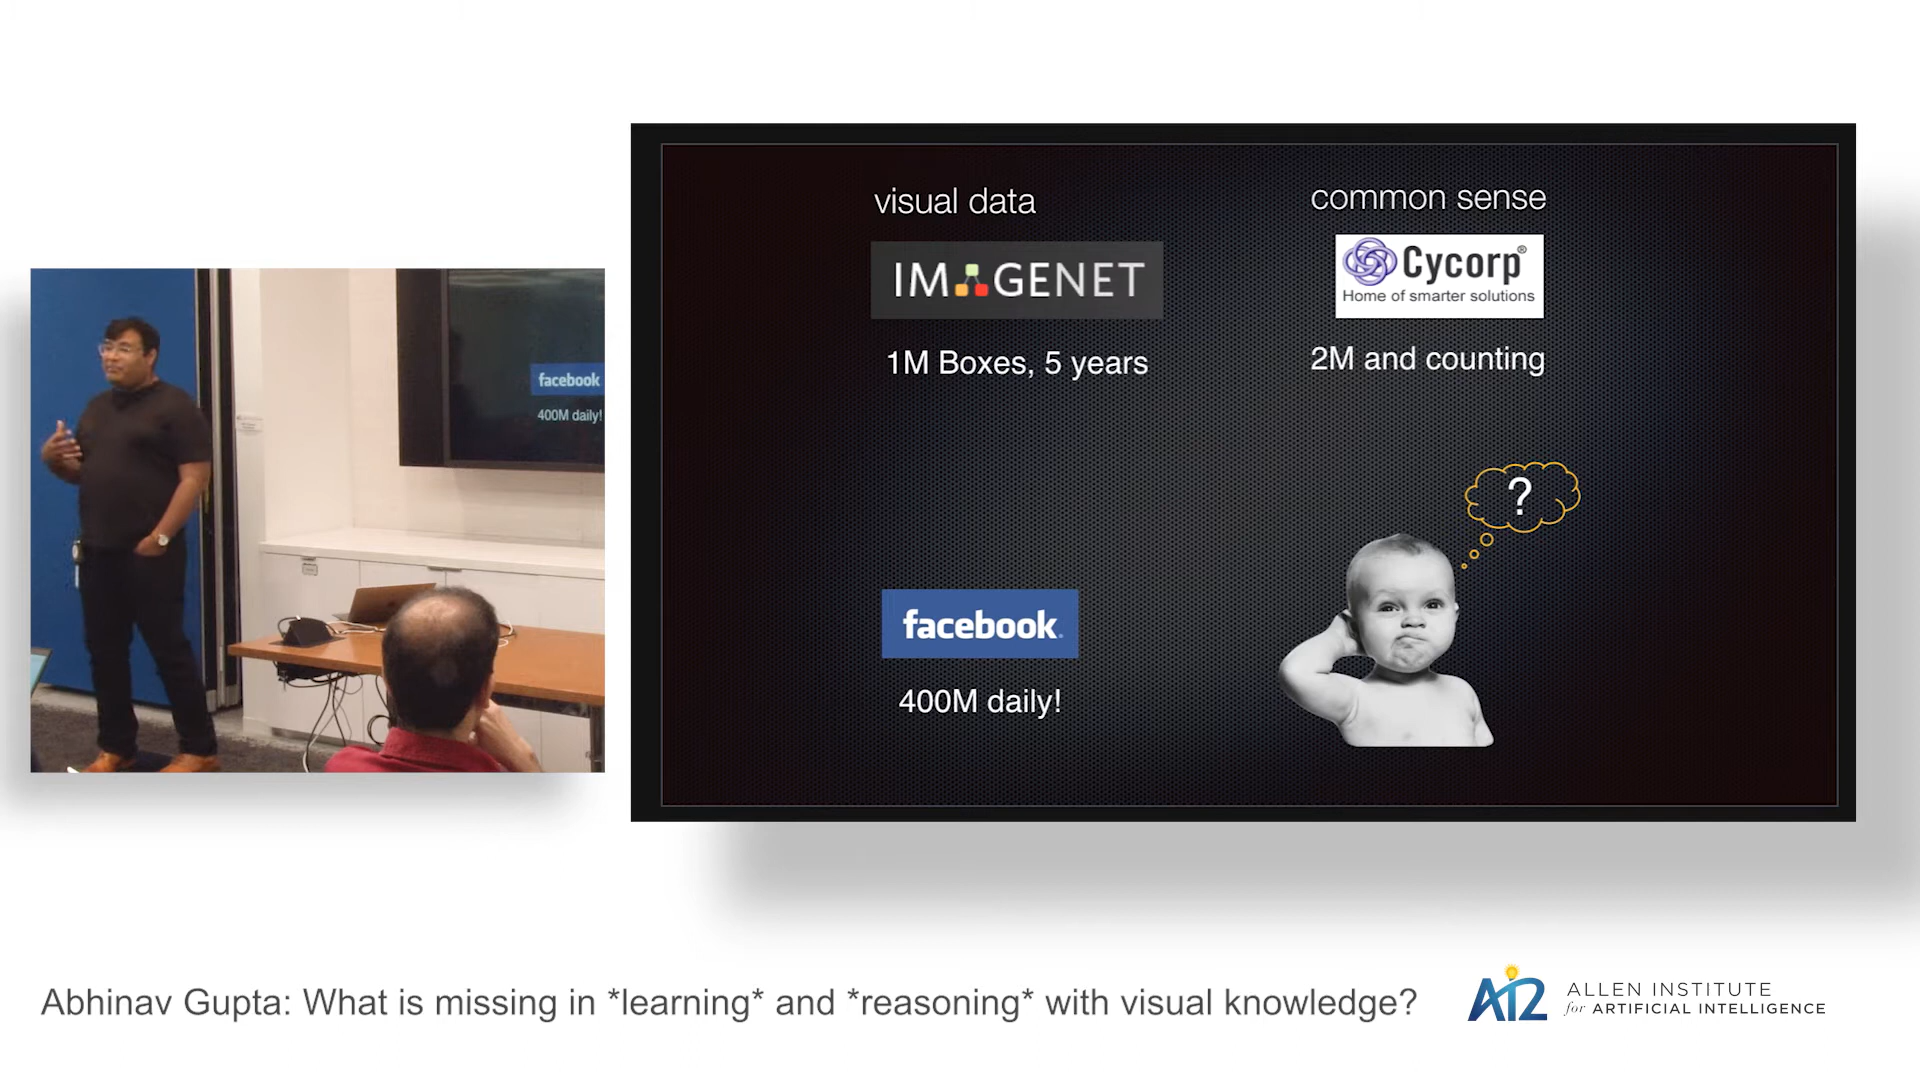 facebook
400M daily!
visual data
IMAGENET
1M Boxes, 5 years
common sense
Cycorp®
Home of smarter solutions
2M and counting
?
facebook.
400M daily!
Abhinav Gupta: What is missing in *learning* and *reasoning* with visual knowledge?
AI2
ALLEN INSTITUTE
for ARTIFICIAL INTELLIGENCE